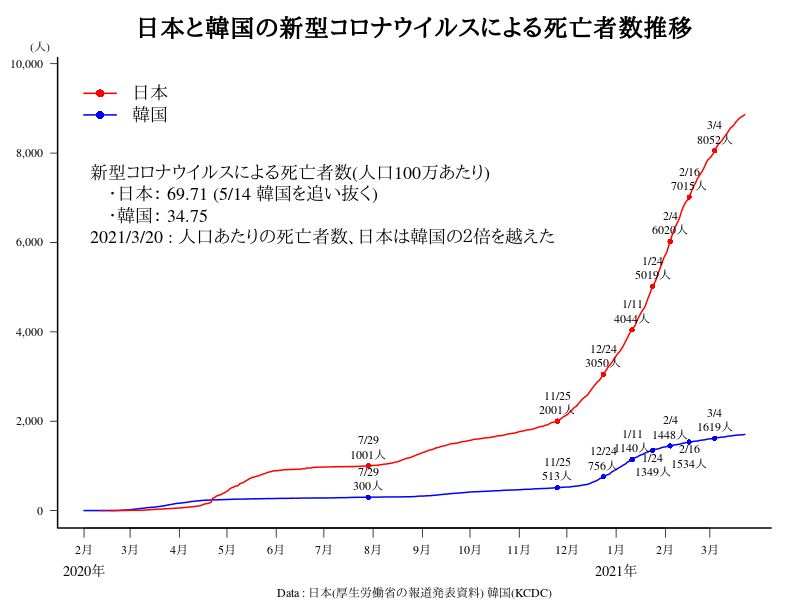 日本と韓国の新型コロナウイルスによる死亡者数推移
(人)
10,000
8,000
6,000
4,000
2,000
0
日本
韓国
新型コロナウイルスによる死亡者数(人口100万あたり)
・日本: 69.71 (5/14 韓国を追い抜く)
・韓国: 34.75
2021/3/20 : 人口あたりの死亡者数、日本は韓国の2倍を越えた
7/29
1001人
11/25
2001人
12/24
3050人
1/11
4044人
1/24
5019人
2/4
6020人
2/16
7015人
3/4
8052人
7/29
300人
11/25
513人
12/24
756人
1/11
1140人
1/24
1349人
2/4
1448人
2/16
1534人
3/4
1619人
2月 3月 4月 5月 6月 7月 8月 9月 10月 11月 12月 1月 2月 3月
2020年 2021年
Data : 日本(厚生労働省の報道発表資料) 韓国(KCDC)